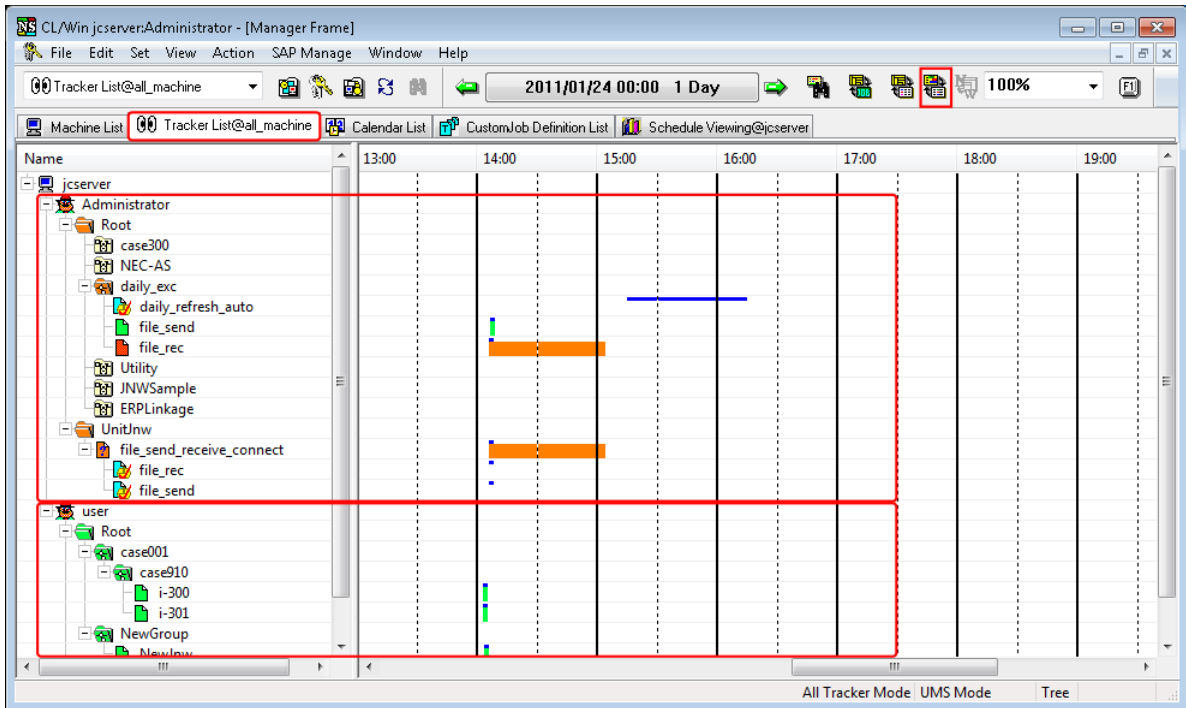 CL/Win jcserver:Administrator - [Manager Frame]
File Edit Set View Action SAP Manage Window Help
Tracker List@all_machine 2011/01/24 00:00 1 Day 100% F1
Machine List Tracker List@all_machine Calendar List CustomJob Definition List Schedule Viewing@jcserver
Name 13:00 14:00 15:00 16:00 17:00 18:00 19:00
jcserver
Administrator
Root
case300
NEC-AS
daily_exc
daily_refresh_auto
file_send
file_rec
Utility
JNWSample
ERPLinkage
UnitJnw
file_send_receive_connect
file_rec
file_send
user
Root
case001
case910
i-300
i-301
NewGroup
NewJnw
All Tracker Mode UMS Mode Tree